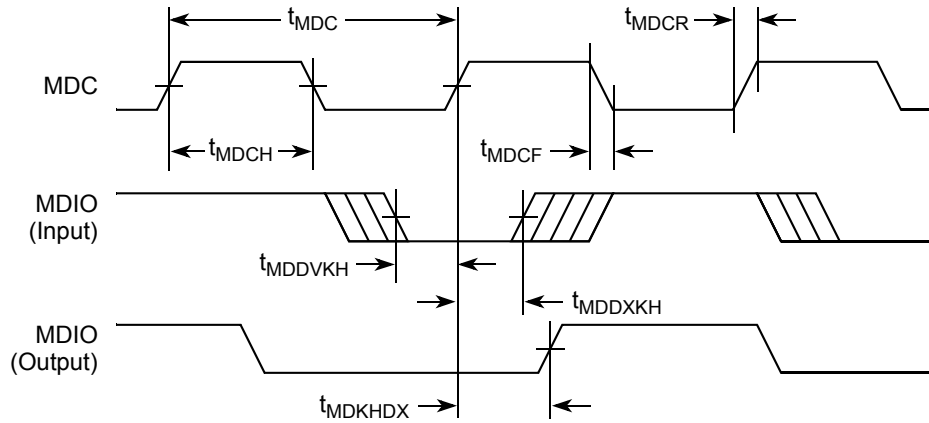 tMDC
tMDCR
MDC
tMDCH
tMDCF
MDIO
(Input)
tMDDVKH
tMDDXKH
MDIO
(Output)
tMDKHDX